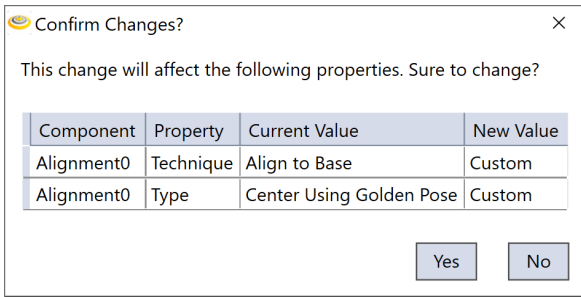 Confirm Changes?
This change will affect the following properties. Sure to change?
Component Property Current Value New Value
Alignment0 Technique Align to Base Custom
Alignment0 Type Center Using Golden Pose Custom
Yes No